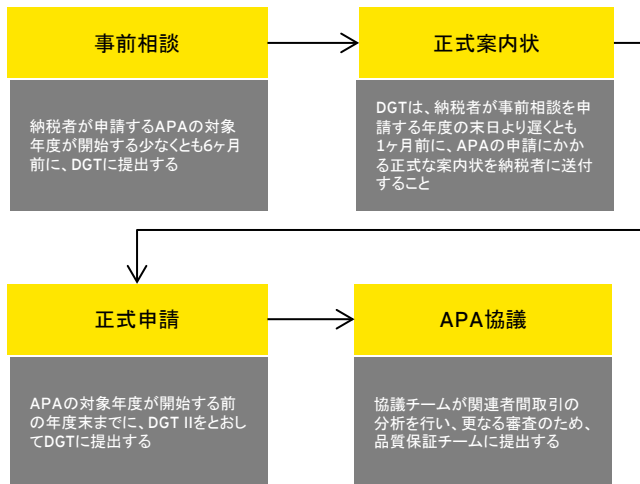 事前相談
納税者が申請するAPAの対象
年度が開始する少なくとも6ヶ月
前に、DGTに提出する
正式案内状
DGTは、納税者が事前相談を申
請する年度の末日より遅くとも
1ヶ月前に、APAの申請にかか
る正式な案内状を納税者に送付
すること
正式申請
APAの対象年度が開始する前
の年度末までに、DGT IIをとおし
てDGTに提出する
APA協議
協議チームが関連者間取引の
分析を行い、更なる審査のため、
品質保証チームに提出する